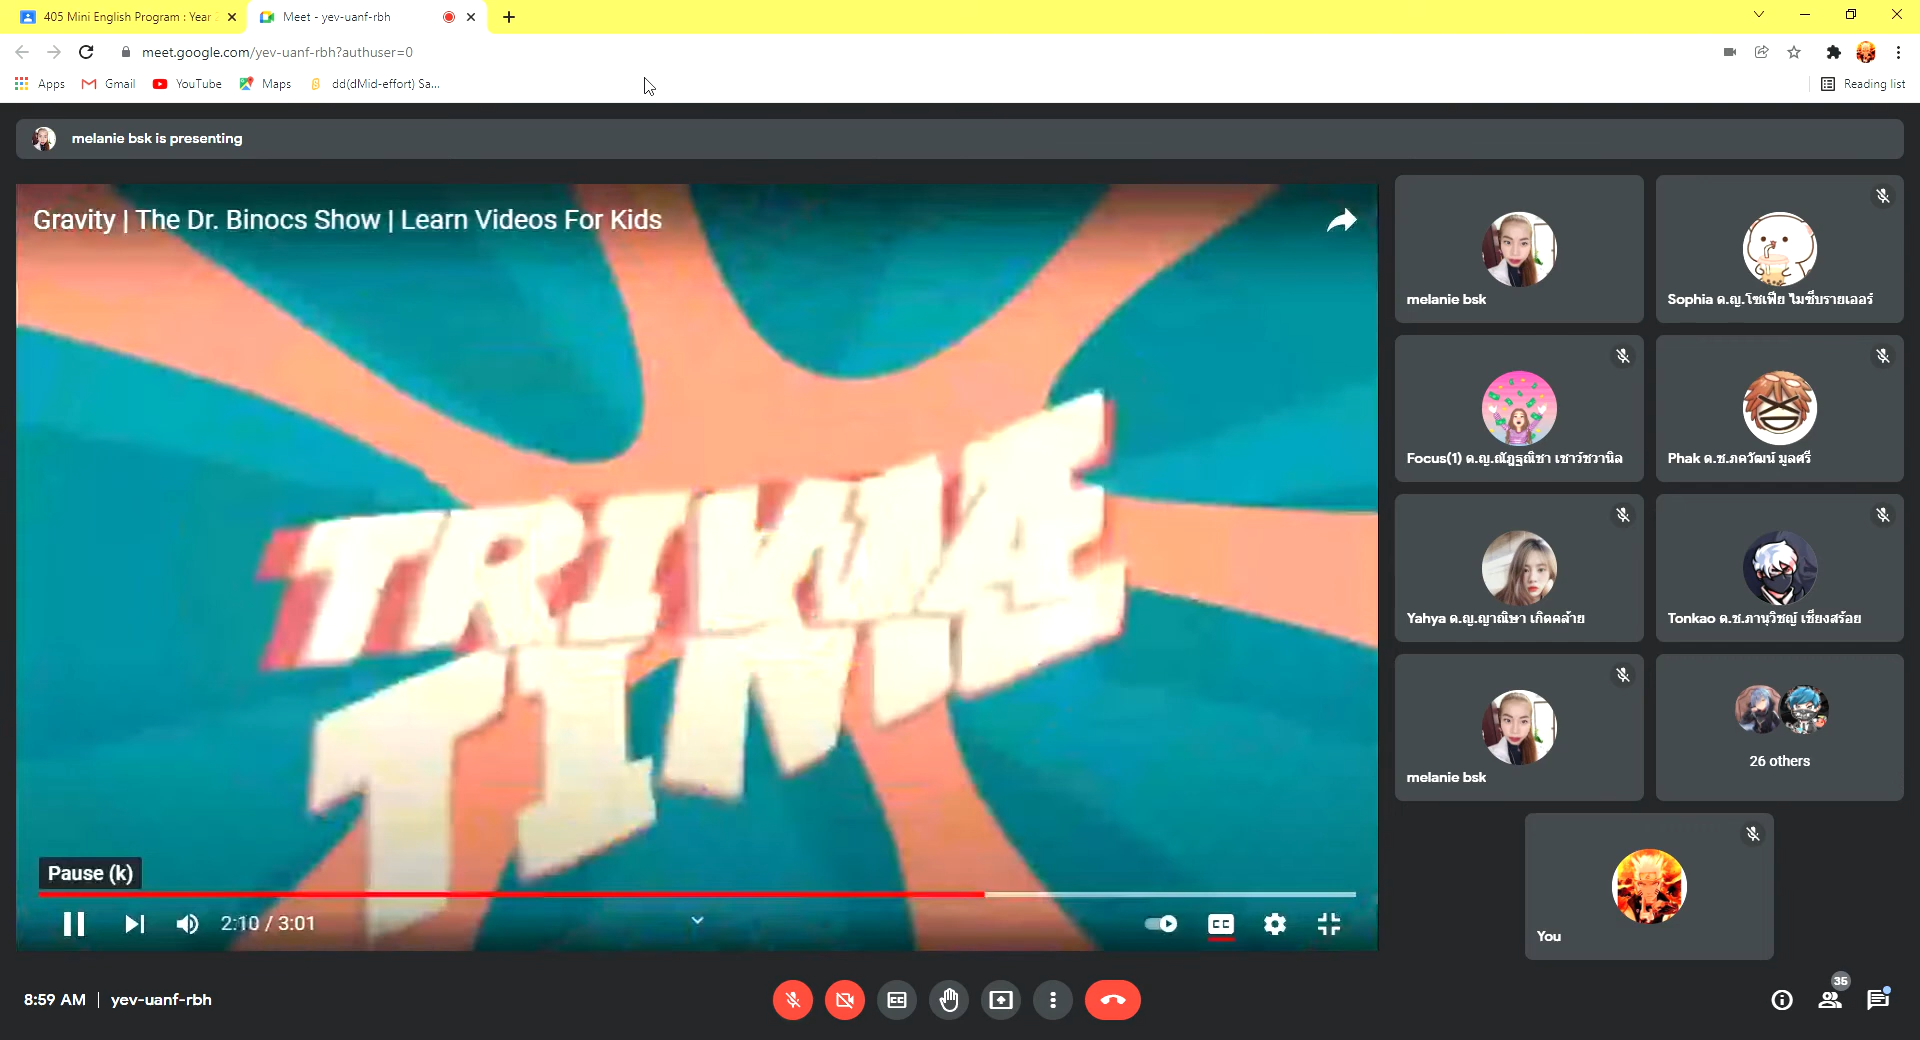 405 Mini English Program : Year
Meet - yev-uanf-rbh
meet.google.com/yev-uanf-rbh?authuser=0
Apps
Gmail
YouTube
Maps
dd(dMid-effort) Sa...
Reading list
melanie bsk is presenting
Gravity | The Dr. Binocs Show | Learn Videos For Kids
TRIVIA
TIME
Pause (k)
2:10 / 3:01
CC
melanie bsk
Sophia ด.ญ.โซเฟีย ไมซ์บรายเออร์
Focus(1) ด.ญ.ณัฏฐณิชา เชาว์ชวานิล
Phak ด.ช.ภควัฒน์ มูลศรี
Yahya ด.ญ.ญาณิษา เกิดคล้าย
Tonkao ด.ช.ภานุวิชญ์ เชียงสร้อย
melanie bsk
26 others
You
8:59 AM | yev-uanf-rbh
CC
35